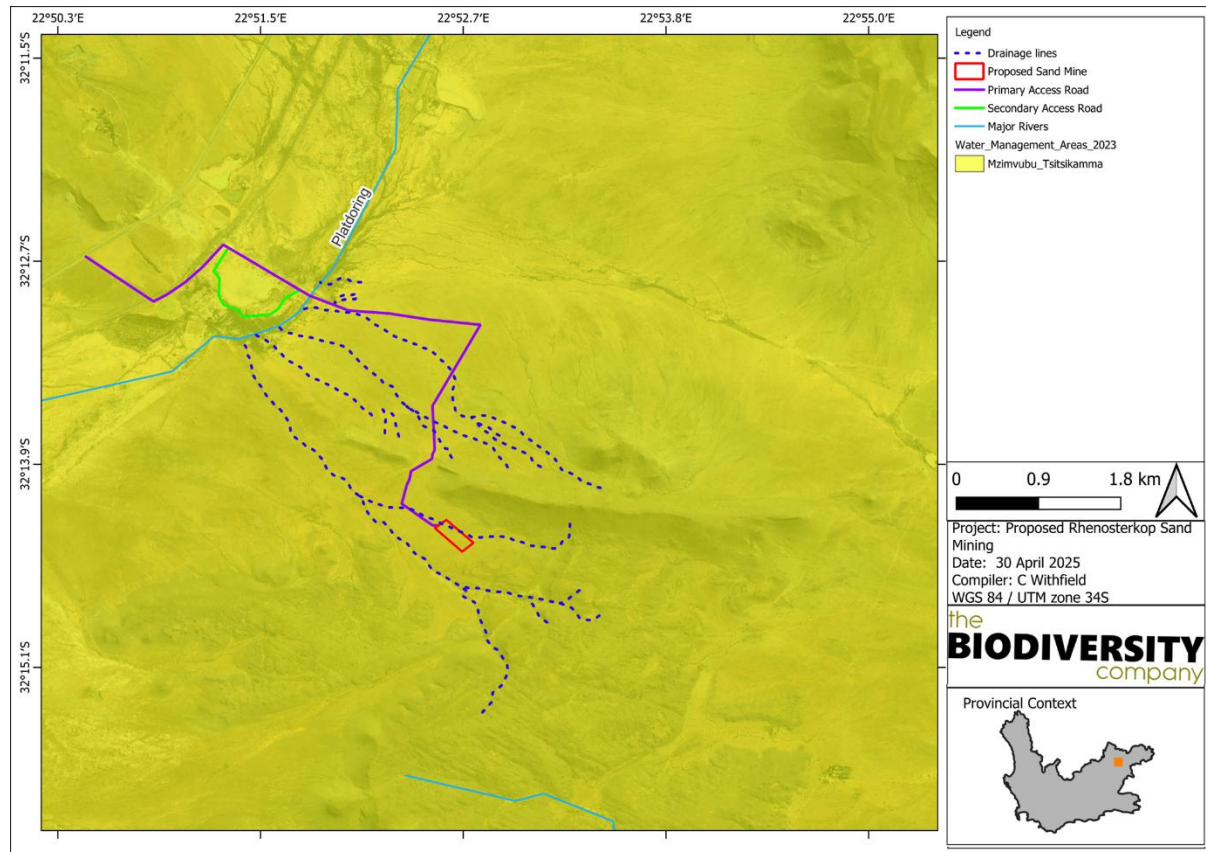 22°50.3'E 22°51.5'E 22°52.7'E 22°53.8'E 22°55.0'E
32°11.5'S
32°12.7'S
32°13.9'S
32°15.1'S
Platdoring
Legend
Drainage lines
Proposed Sand Mine
Primary Access Road
Secondary Access Road
Major Rivers
Water_Management_Areas_2023
Mzimvubu_Tsitsikamma
0 0.9 1.8 km
Project: Proposed Rhenosterkop Sand
Mining
Date: 30 April 2025
Compiler: C Withfield
WGS 84 / UTM zone 34S
the
BIODIVERSITY
company
Provincial Context